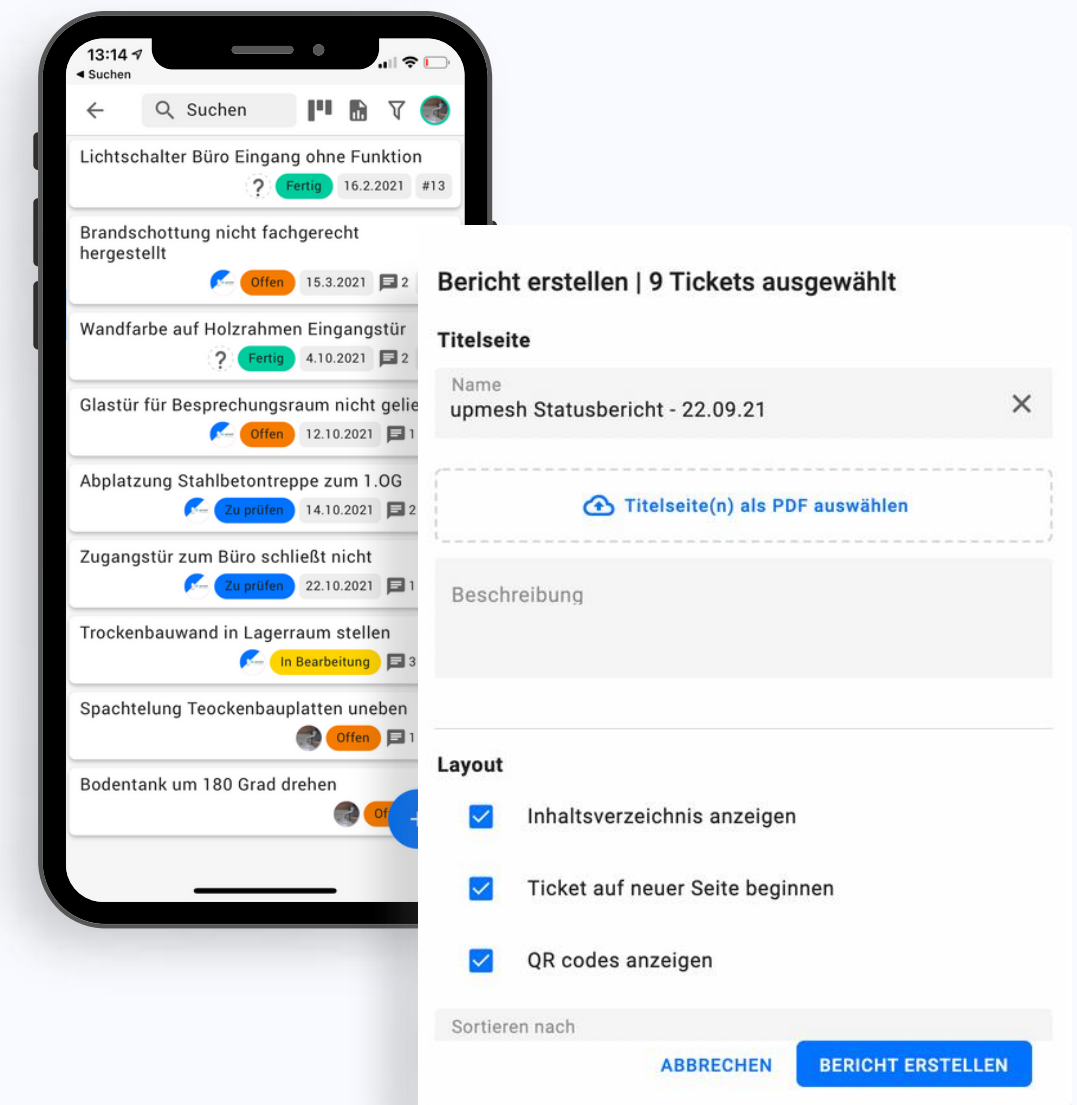 13:14
Suchen
Suchen
Lichtschalter Büro Eingang ohne Funktion
? Fertig 16.2.2021 #13
Brandschottung nicht fachgerecht
hergestellt
Offen 15.3.2021 2
Wandfarbe auf Holzrahmen Eingangstür
? Fertig 4.10.2021 2
Glastür für Besprechungsraum nicht gelie
Offen 12.10.2021 1
Abplatzung Stahlbetontreppe zum 1.OG
Zu prüfen 14.10.2021 2
Zugangstür zum Büro schließt nicht
Zu prüfen 22.10.2021 1
Trockenbauwand in Lagerraum stellen
In Bearbeitung 3
Spachtelung Teockenbauplatten uneben
Offen 1
Bodentank um 180 Grad drehen
Of
Bericht erstellen | 9 Tickets ausgewählt
Titelseite
Name
upmesh Statusbericht - 22.09.21
Titelseite(n) als PDF auswählen
Beschreibung
Layout
Inhaltsverzeichnis anzeigen
Ticket auf neuer Seite beginnen
QR codes anzeigen
Sortieren nach
ABBRECHEN BERICHT ERSTELLEN